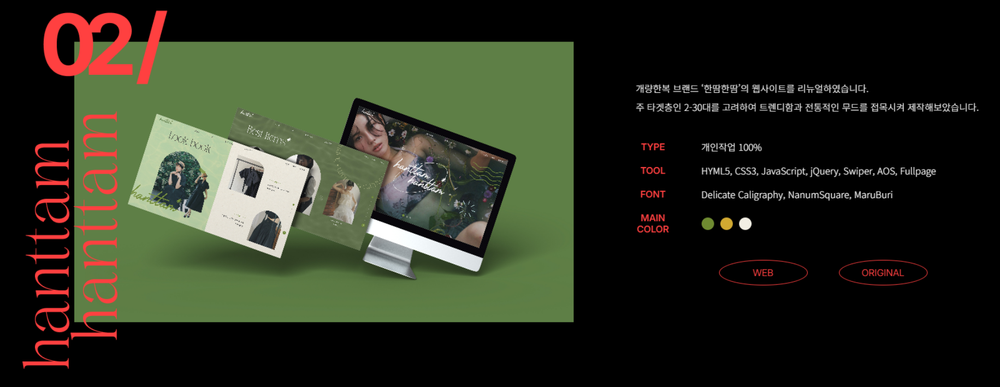 02/
hanttam
hanttam
Look book
hanttam
Best Items*
hanttam
hanttam
개량한복 브랜드 ‘한땀한땀’의 웹사이트를 리뉴얼하였습니다.
주 타겟층인 2-30대를 고려하여 트렌디함과 전통적인 무드를 접목시켜 제작해보았습니다.
TYPE
개인작업 100%
TOOL
HYML5, CSS3, JavaScript, jQuery, Swiper, AOS, Fullpage
FONT
Delicate Caligraphy, NanumSquare, MaruBuri
MAIN
COLOR
WEB
ORIGINAL